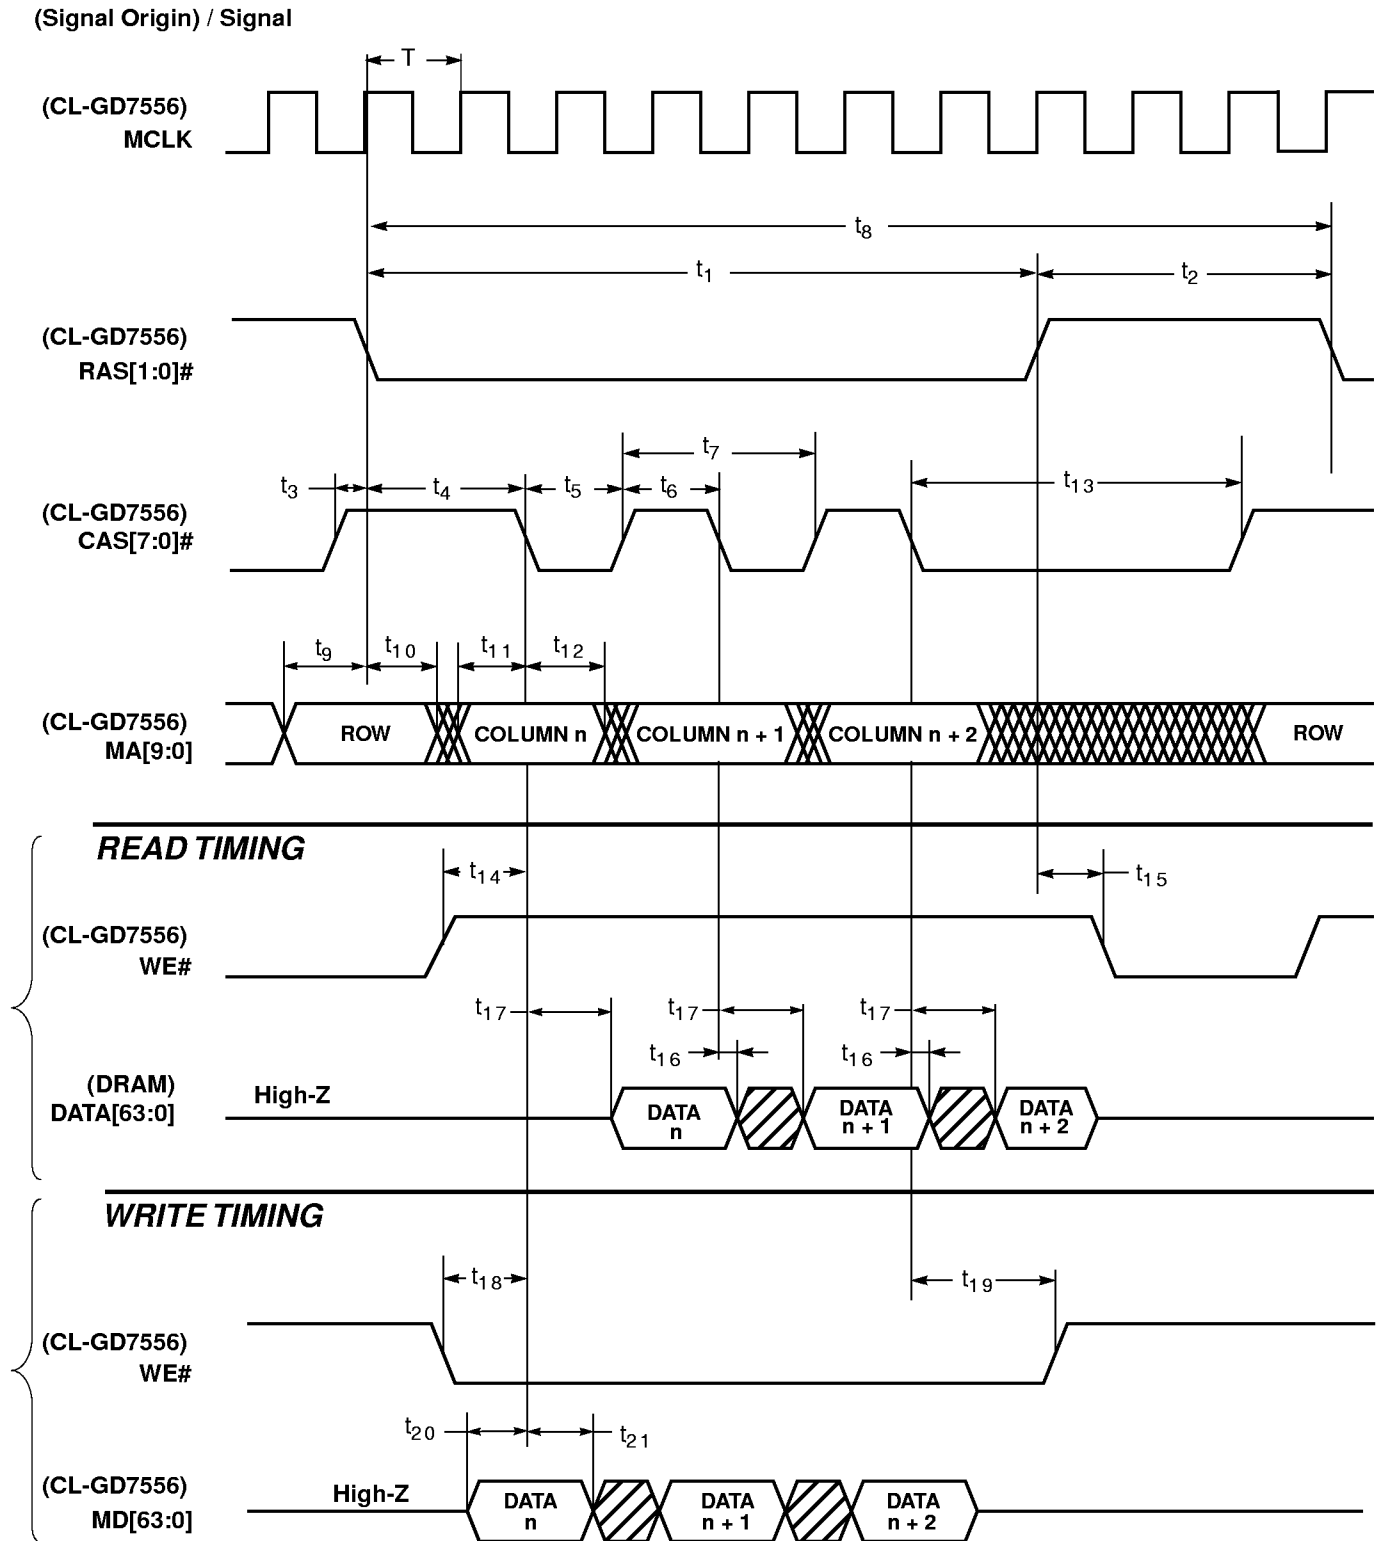 (Signal Origin) / Signal
T
(CL-GD7556)
MCLK
t8
t1
t2
(CL-GD7556)
RAS[1:0]#
t7
t3
t4
t5
t6
t13
(CL-GD7556)
CAS[7:0]#
t9
t10
t11
t12
(CL-GD7556)
MA[9:0]
ROW
COLUMN n
COLUMN n + 1
COLUMN n + 2
ROW
READ TIMING
t14
t15
(CL-GD7556)
WE#
t17
t17
t17
t16
t16
(DRAM)
DATA[63:0]
High-Z
DATA
n
DATA
n + 1
DATA
n + 2
WRITE TIMING
t18
t19
(CL-GD7556)
WE#
t20
t21
(CL-GD7556)
MD[63:0]
High-Z
DATA
n
DATA
n + 1
DATA
n + 2